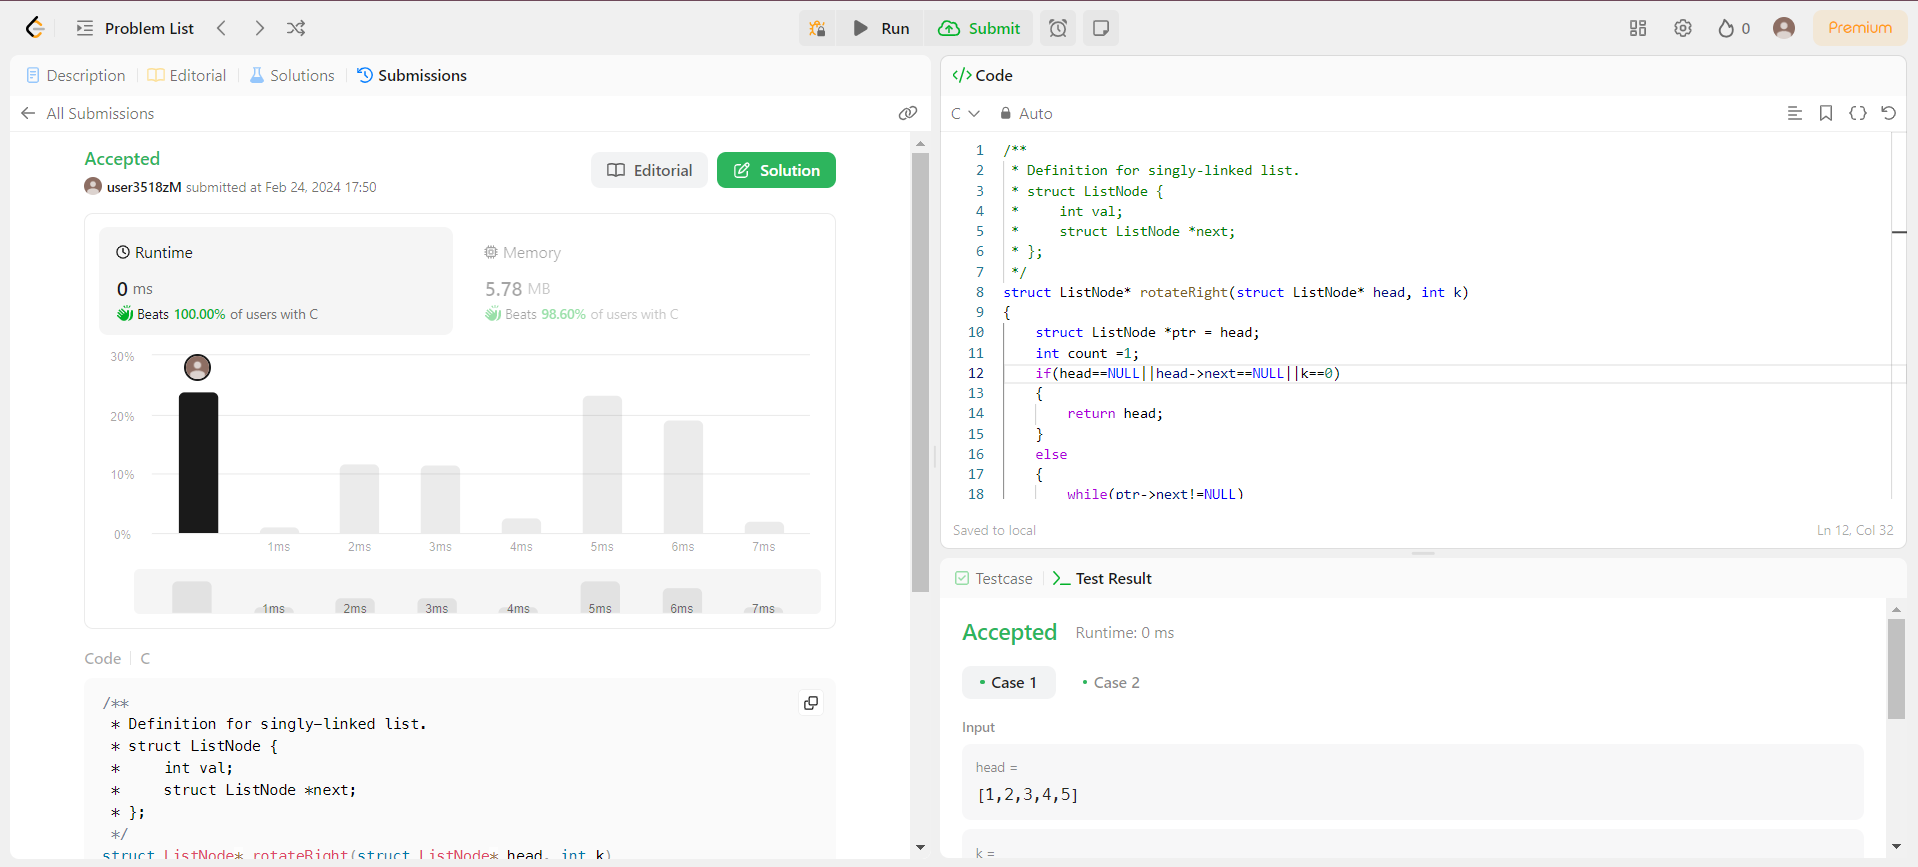 Problem List
Run
Submit
0
Premium
Description
Editorial
Solutions
Submissions
All Submissions
Accepted
user3518zM submitted at Feb 24, 2024 17:50
Editorial
Solution
Runtime
0 ms
Beats 100.00% of users with C
Memory
5.78 MB
Beats 98.60% of users with C
30%
20%
10%
0%
1ms 2ms 3ms 4ms 5ms 6ms 7ms
1ms 2ms 3ms 4ms 5ms 6ms 7ms
Code C
/**
* Definition for singly-linked list.
* struct ListNode {
*     int val;
*     struct ListNode *next;
* };
*/
struct ListNode* rotateRight(struct ListNode* head, int k)
</> Code
C
Auto
1 /**
2 * Definition for singly-linked list.
3 * struct ListNode {
4 *     int val;
5 *     struct ListNode *next;
6 * };
7 */
8 struct ListNode* rotateRight(struct ListNode* head, int k)
9 {
10     struct ListNode *ptr = head;
11     int count =1;
12     if(head==NULL||head->next==NULL||k==0)
13     {
14         return head;
15     }
16     else
17     {
18         while(ptr->next!=NULL)
Saved to local
Ln 12, Col 32
Testcase
Test Result
Accepted Runtime: 0 ms
• Case 1
• Case 2
Input
head =
[1,2,3,4,5]
k =